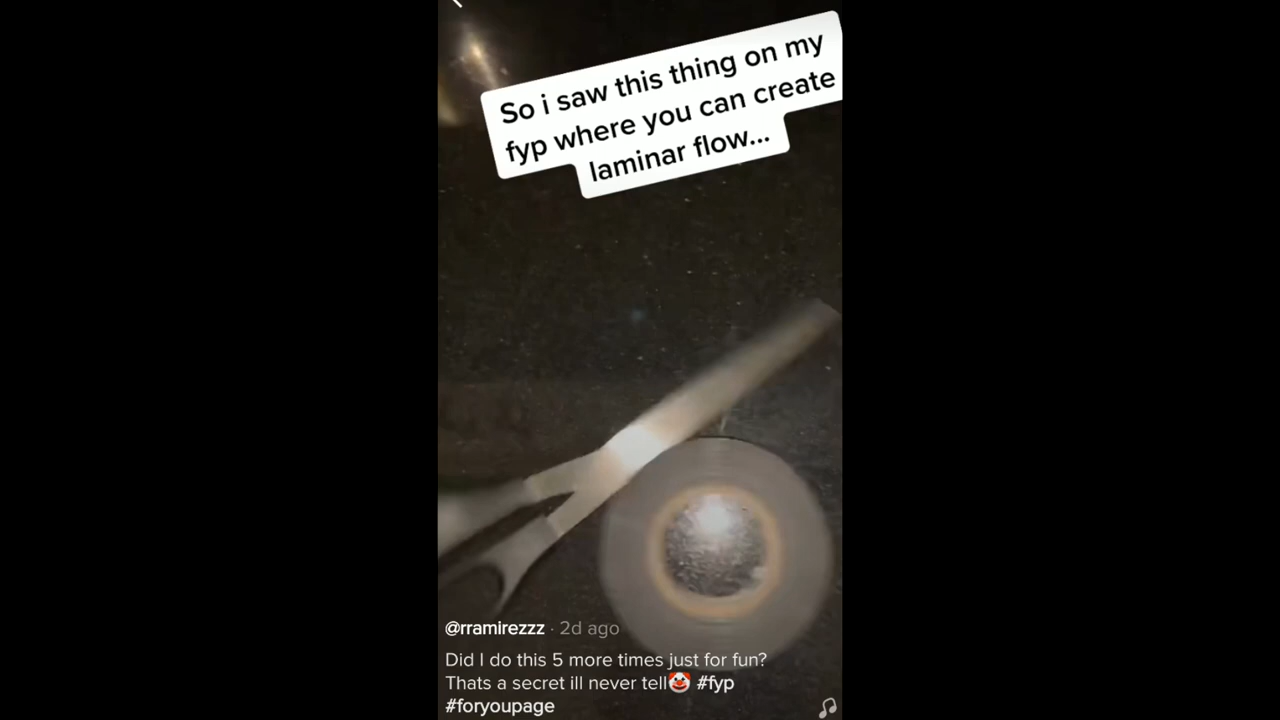 So i saw this thing on my
fyp where you can create
laminar flow...
@rramirezzz · 2d ago
Did I do this 5 more times just for fun?
Thats a secret ill never tell🤡 #fyp
#foryoupage